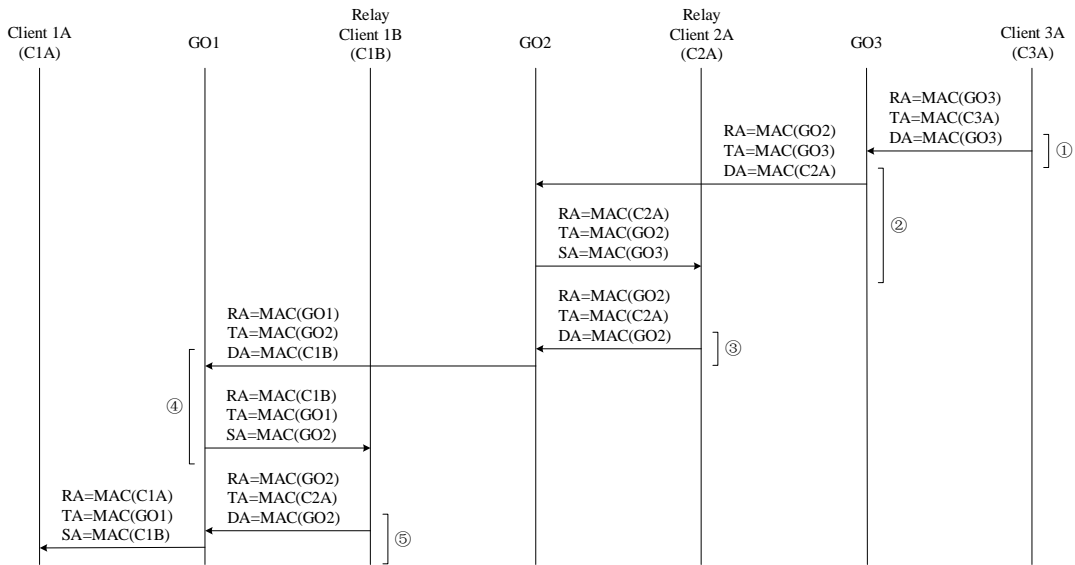 Client 1A
(C1A)
GO1
Relay
Client 1B
(C1B)
GO2
Relay
Client 2A
(C2A)
GO3
Client 3A
(C3A)
RA=MAC(GO3)
TA=MAC(C3A)
DA=MAC(GO3)
①
RA=MAC(GO2)
TA=MAC(GO3)
DA=MAC(C2A)
②
RA=MAC(C2A)
TA=MAC(GO2)
SA=MAC(GO3)
RA=MAC(GO2)
TA=MAC(C2A)
DA=MAC(GO2)
③
RA=MAC(GO1)
TA=MAC(GO2)
DA=MAC(C1B)
④
RA=MAC(C1B)
TA=MAC(GO1)
SA=MAC(GO2)
RA=MAC(GO2)
TA=MAC(C2A)
DA=MAC(GO2)
⑤
RA=MAC(C1A)
TA=MAC(GO1)
SA=MAC(C1B)